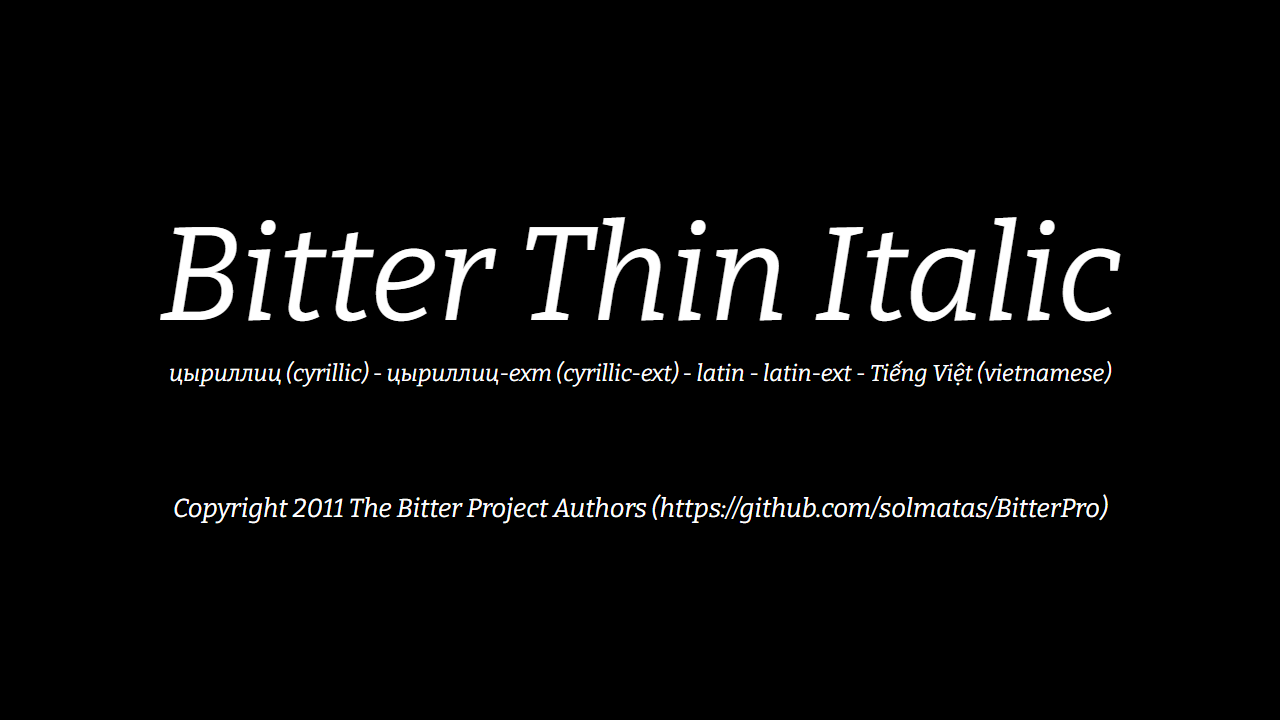 Bitter Thin Italic
цыриллиц (cyrillic) - цыриллиц-ехт (cyrillic-ext) - latin - latin-ext - Tiếng Việt (vietnamese)
Copyright 2011 The Bitter Project Authors (https://github.com/solmatas/BitterPro)